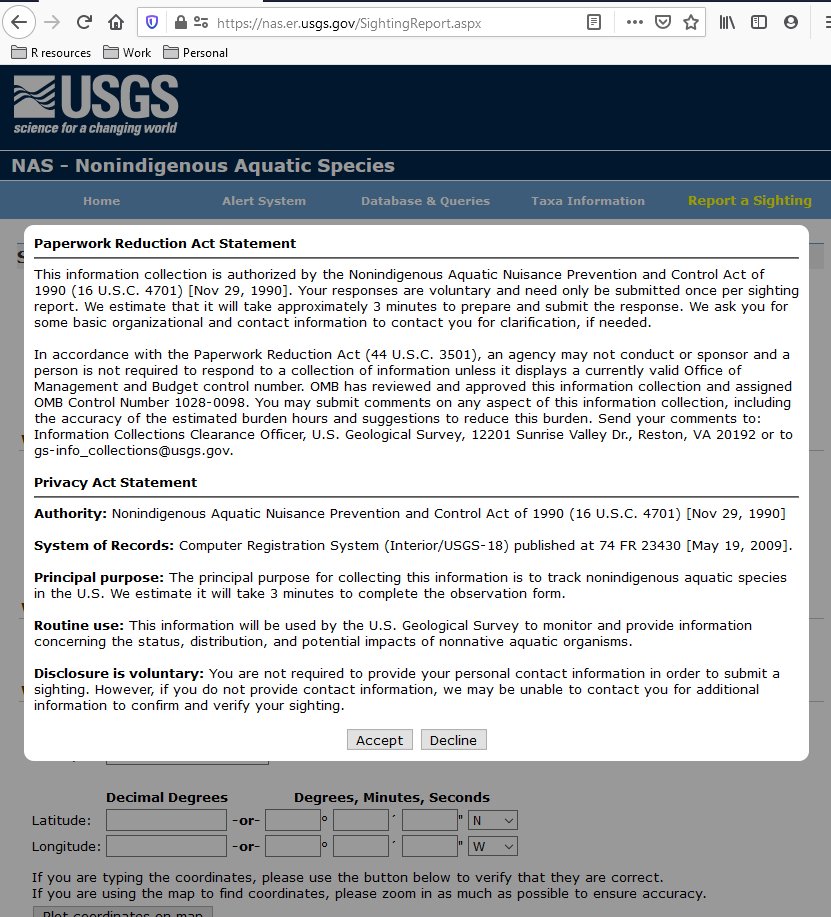 https://nas.er.usgs.gov/SightingReport.aspx
R resources Work Personal
USGS
science for a changing world
NAS - Nonindigenous Aquatic Species
Home Alert System Database & Queries Taxa Information Report a Sighting
Paperwork Reduction Act Statement
This information collection is authorized by the Nonindigenous Aquatic Nuisance Prevention and Control Act of
1990 (16 U.S.C. 4701) [Nov 29, 1990]. Your responses are voluntary and need only be submitted once per sighting
report. We estimate that it will take approximately 3 minutes to prepare and submit the response. We ask you for
some basic organizational and contact information to contact you for clarification, if needed.
In accordance with the Paperwork Reduction Act (44 U.S.C. 3501), an agency may not conduct or sponsor and a
person is not required to respond to a collection of information unless it displays a currently valid Office of
Management and Budget control number. OMB has reviewed and approved this information collection and assigned
OMB Control Number 1028-0098. You may submit comments on any aspect of this information collection, including
the accuracy of the estimated burden hours and suggestions to reduce this burden. Send your comments to:
Information Collections Clearance Officer, U.S. Geological Survey, 12201 Sunrise Valley Dr., Reston, VA 20192 or to
gs-info_collections@usgs.gov.
Privacy Act Statement
Authority: Nonindigenous Aquatic Nuisance Prevention and Control Act of 1990 (16 U.S.C. 4701) [Nov 29, 1990]
System of Records: Computer Registration System (Interior/USGS-18) published at 74 FR 23430 [May 19, 2009].
Principal purpose: The principal purpose for collecting this information is to track nonindigenous aquatic species
in the U.S. We estimate it will take 3 minutes to complete the observation form.
Routine use: This information will be used by the U.S. Geological Survey to monitor and provide information
concerning the status, distribution, and potential impacts of nonnative aquatic organisms.
Disclosure is voluntary: You are not required to provide your personal contact information in order to submit a
sighting. However, if you do not provide contact information, we may be unable to contact you for additional
information to confirm and verify your sighting.
Accept Decline
Decimal Degrees Degrees, Minutes, Seconds
Latitude: -or- ° ´ " N
Longitude: -or- ° ´ " W
If you are typing the coordinates, please use the button below to verify that they are correct.
If you are using the map to find coordinates, please zoom in as much as possible to ensure accuracy.
Plot coordinates on map